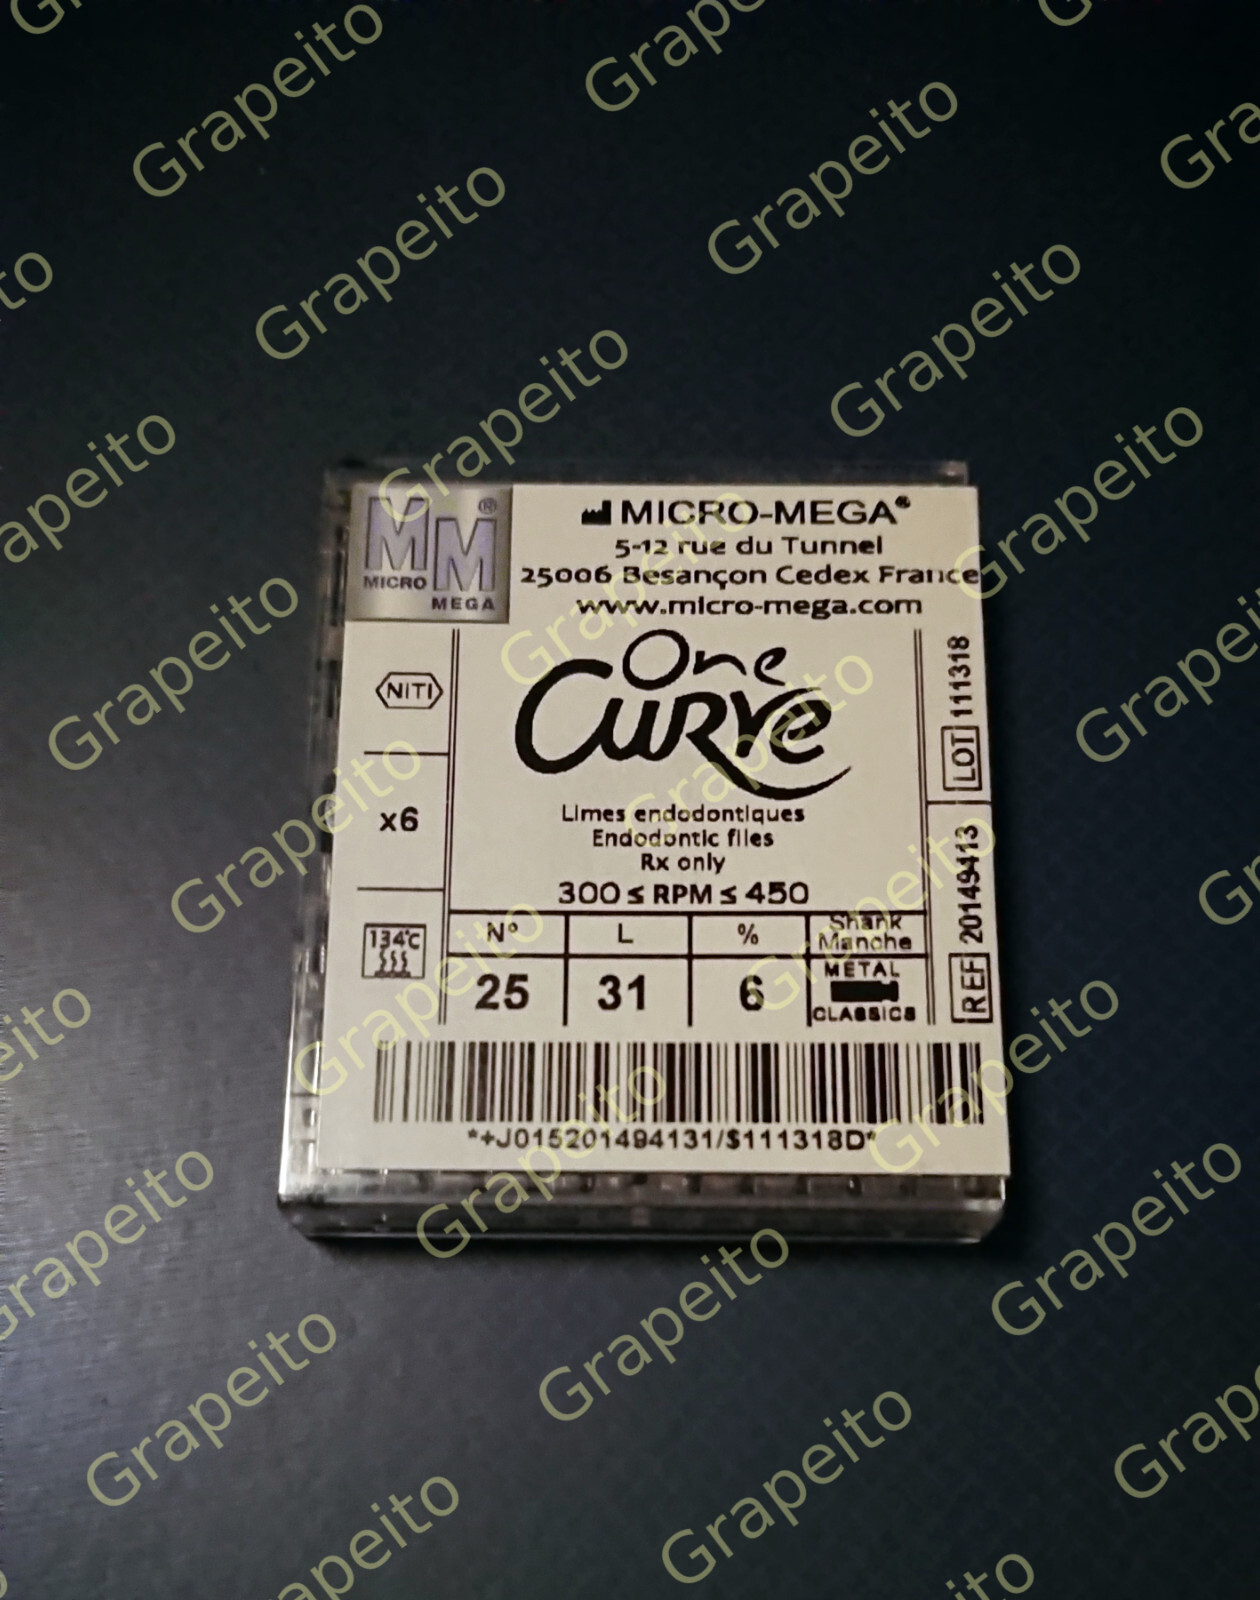 MM®
MICRO
MEGA
MICRO-MEGA®
5-12 rue du Tunnel
25006 Besançon Cedex France
www.micro-mega.com
One
Curve
NiTi
x6
134°C
Limes endodontiques
Endodontic files
Rx only
300 ≤ RPM ≤ 450
N° L % Shank
Manche
25 31 6 METAL
CLASSICS
LOT 111318
REF 20149413
*+J015201494131/$111318D*
Grapeito